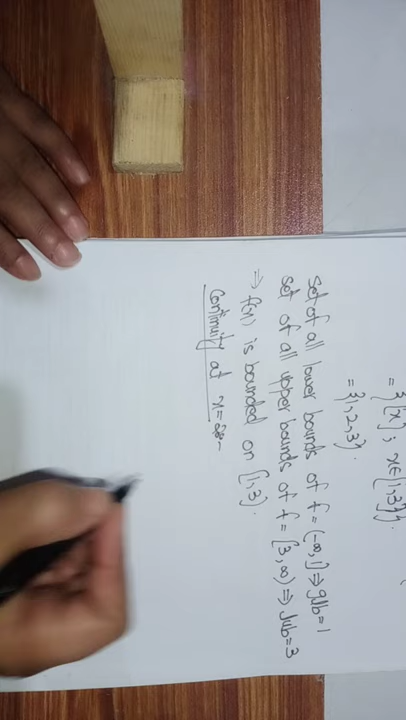 = { [x] ; x ∈ [1,3] }.
= {1, 2, 3}.
Set of all lower bounds of f = (-∞, 1] ⇒ glb = 1
Set of all upper bounds of f = [3, ∞) ⇒ lub = 3
⇒ f(x) is bounded on [1,3].
Continuity at x =